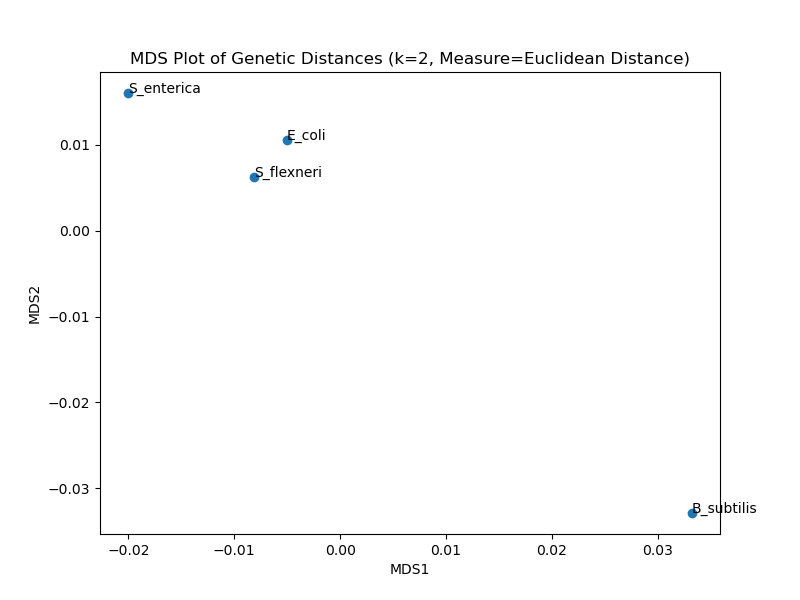 MDS Plot of Genetic Distances (k=2, Measure=Euclidean Distance)
S_enterica
E_coli
S_flexneri
B_subtilis
0.01
0.00
−0.01
−0.02
−0.03
MDS2
−0.02
−0.01
0.00
0.01
0.02
0.03
MDS1